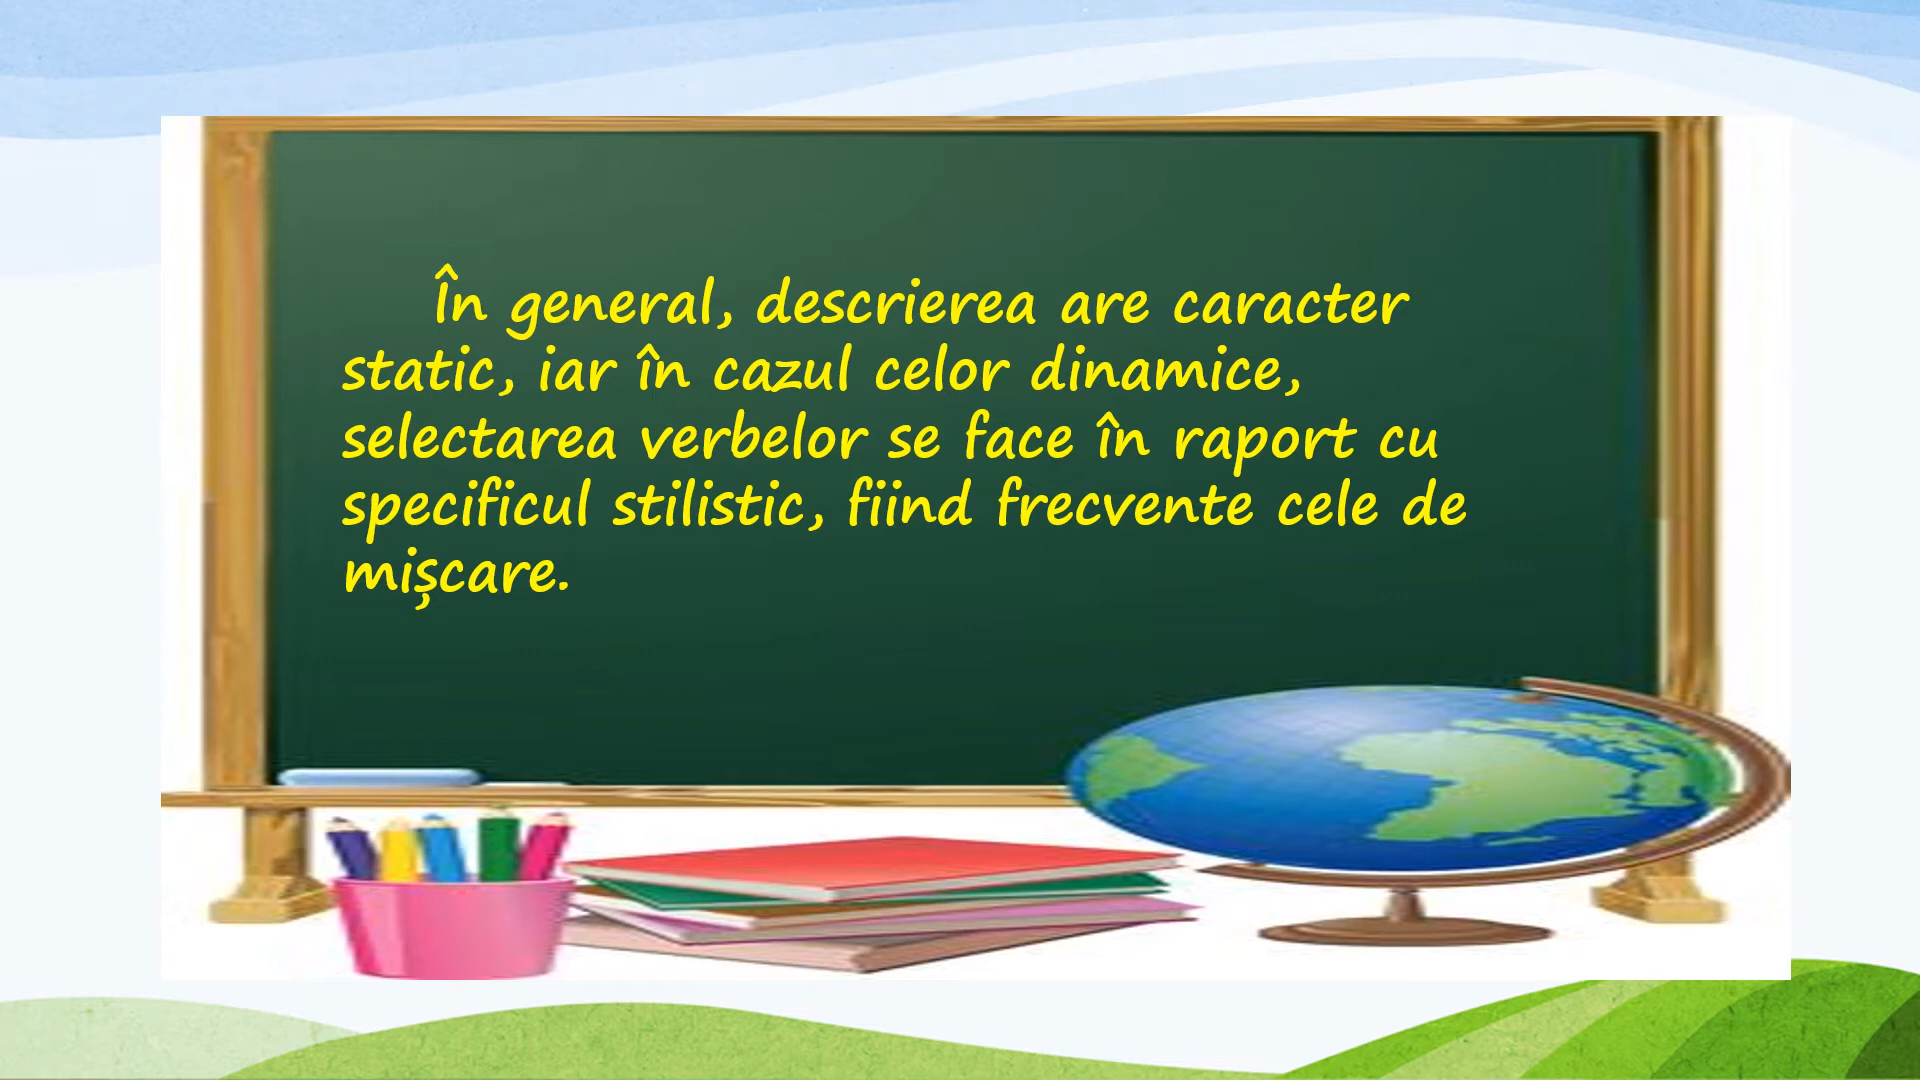 În general, descrierea are caracter
static, iar în cazul celor dinamice,
selectarea verbelor se face în raport cu
specificul stilistic, fiind frecvente cele de
mișcare.